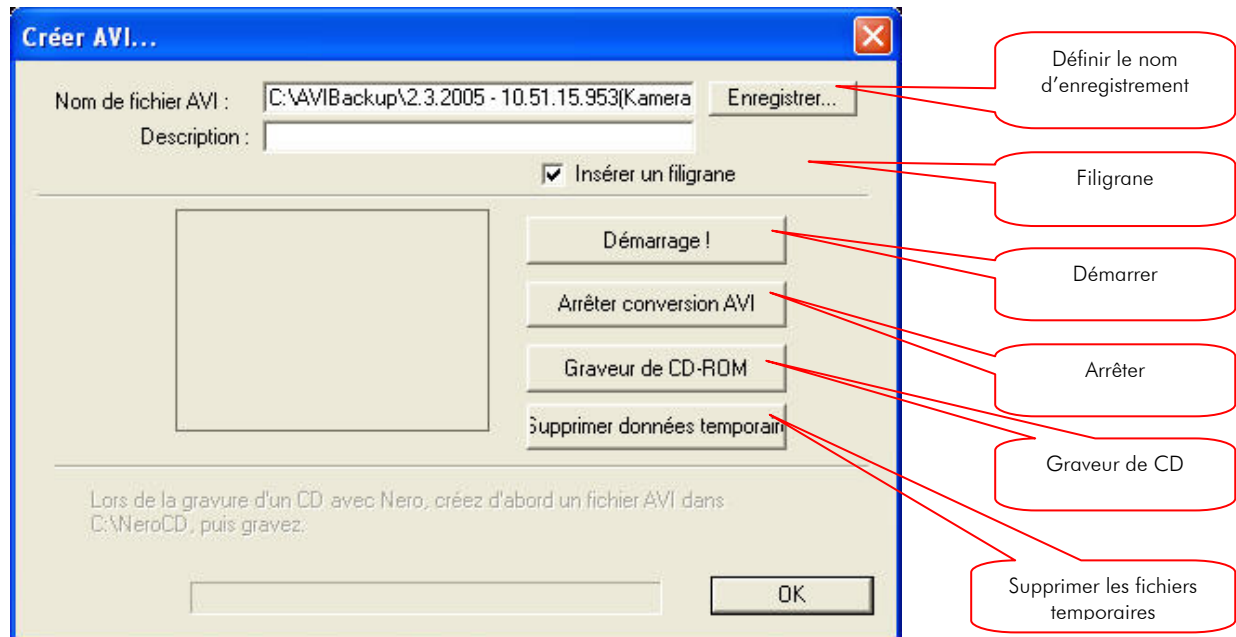 Créer AVI...
Nom de fichier AVI :
C:\AVIBackup\2.3.2005 - 10.51.15.953(Kamera
Enregistrer...
Description :
Insérer un filigrane
Démarrage !
Arrêter conversion AVI
Graveur de CD-ROM
Supprimer données temporair
Lors de la gravure d'un CD avec Nero, créez d'abord un fichier AVI dans
C:\NeroCD, puis gravez.
OK
Définir le nom
d'enregistrement
Filigrane
Démarrer
Arrêter
Graveur de CD
Supprimer les fichiers
temporaires